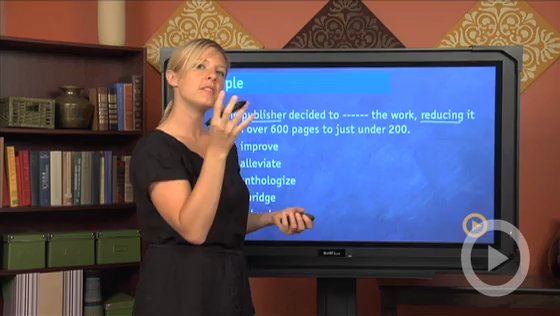 ple
publisher decided to ------ the work, reducing it
over 600 pages to just under 200.
improve
alleviate
nthologize
bridge